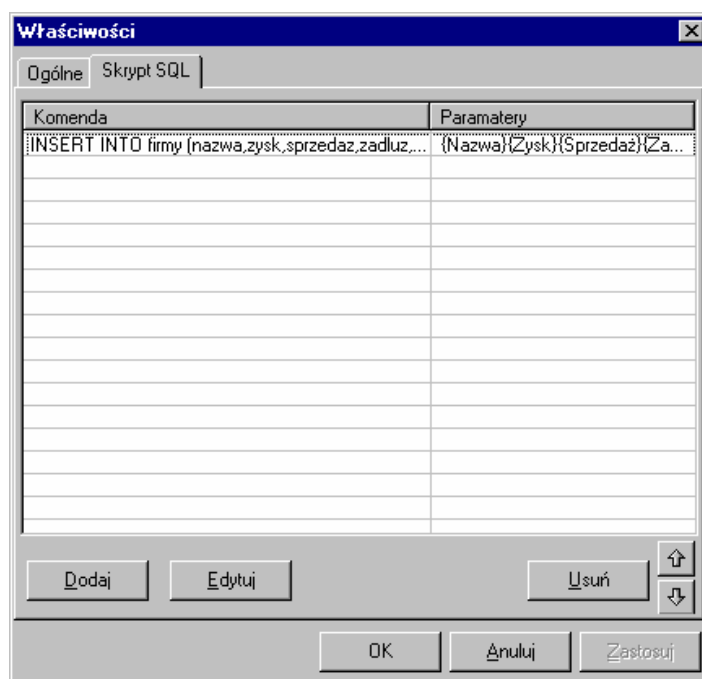 Właściwości
Ogólne Skrypt SQL
Komenda Paramatery
INSERT INTO firmy (nazwa,zysk,sprzedaz,zadluz,... {Nazwa}{Zysk}{Sprzedaż}{Za...
Dodaj Edytuj Usuń
OK Anuluj Zastosuj